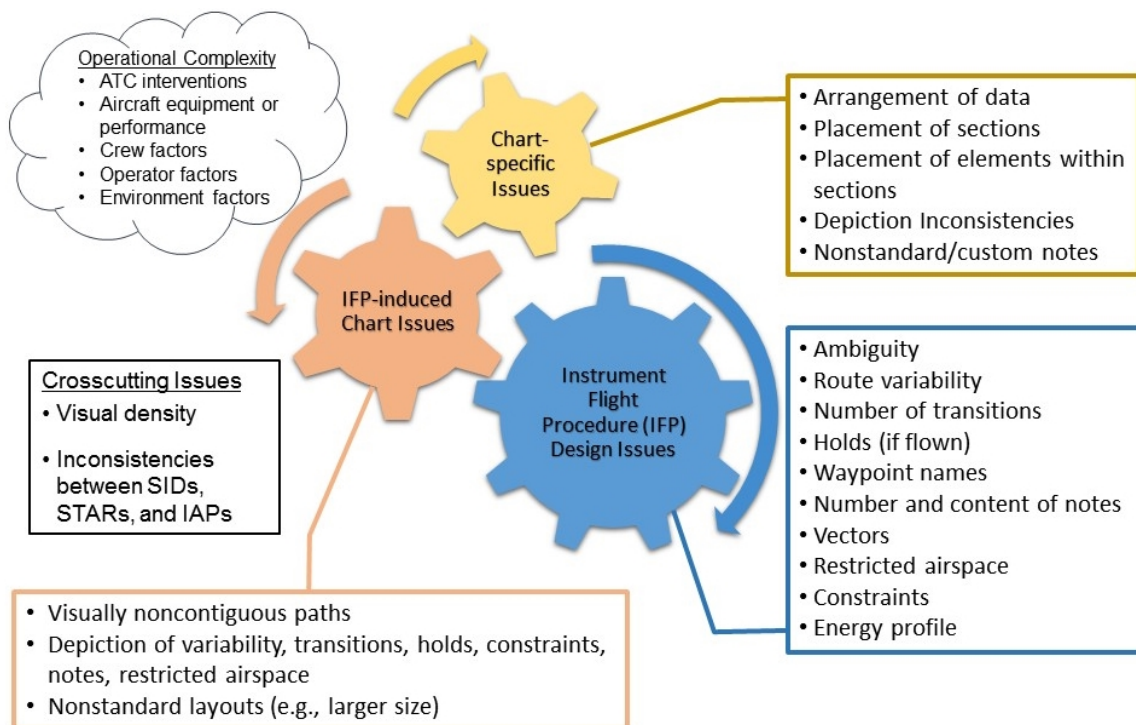 Operational Complexity
• ATC interventions
• Aircraft equipment or
performance
• Crew factors
• Operator factors
• Environment factors
Chart-
specific
Issues
• Arrangement of data
• Placement of sections
• Placement of elements within
sections
• Depiction Inconsistencies
• Nonstandard/custom notes
IFP-induced
Chart Issues
Instrument
Flight
Procedure (IFP)
Design Issues
• Ambiguity
• Route variability
• Number of transitions
• Holds (if flown)
• Waypoint names
• Number and content of notes
• Vectors
• Restricted airspace
• Constraints
• Energy profile
Crosscutting Issues
• Visual density
• Inconsistencies
between SIDs,
STARs, and IAPs
• Visually noncontiguous paths
• Depiction of variability, transitions, holds, constraints,
notes, restricted airspace
• Nonstandard layouts (e.g., larger size)